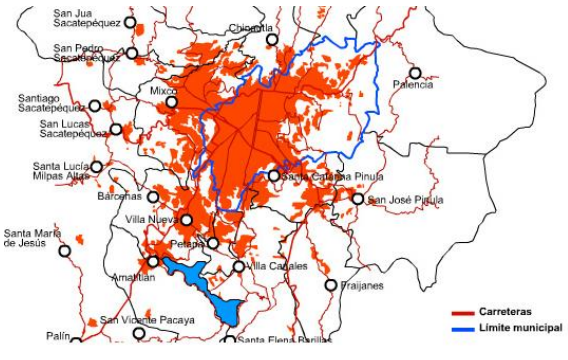 San Jua
Sacatepéquez
Chinautla
San Pedro
Sacatepéquez
Mixco
Palencia
Santiago
Sacatepéquez
San Lucas
Sacatepéquez
Santa Lucía
Milpas Altas
Santa Catarina Pinula
Bárcenas
San José Pinula
Villa Nueva
Santa María
de Jesús
Petapa
Villa Canales
Amatitlán
Fraijanes
Carreteras
San Vicente Pacaya
Límite municipal
Palín
Santa Elena Barillas